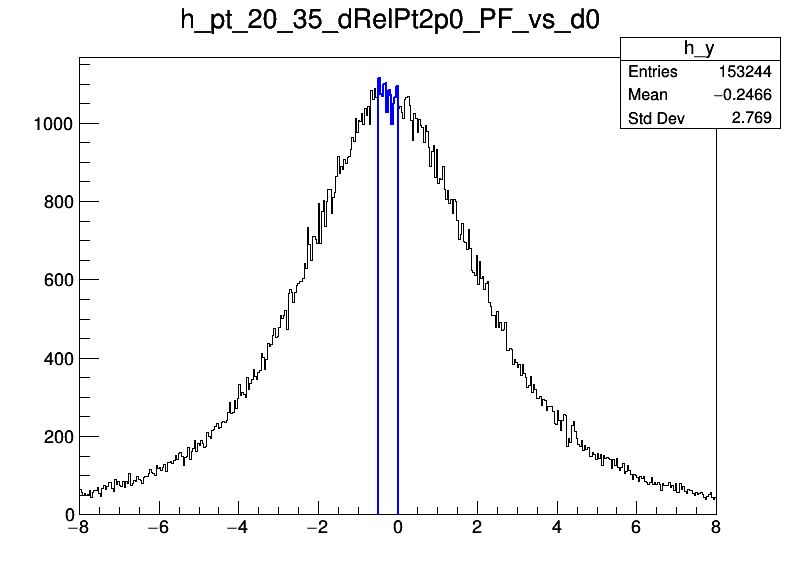 h_pt_20_35_dRelPt2p0_PF_vs_d0
h_y
Entries 153244
Mean −0.2466
Std Dev 2.769
1000
800
600
400
200
0
−8 −6 −4 −2 0 2 4 6 8